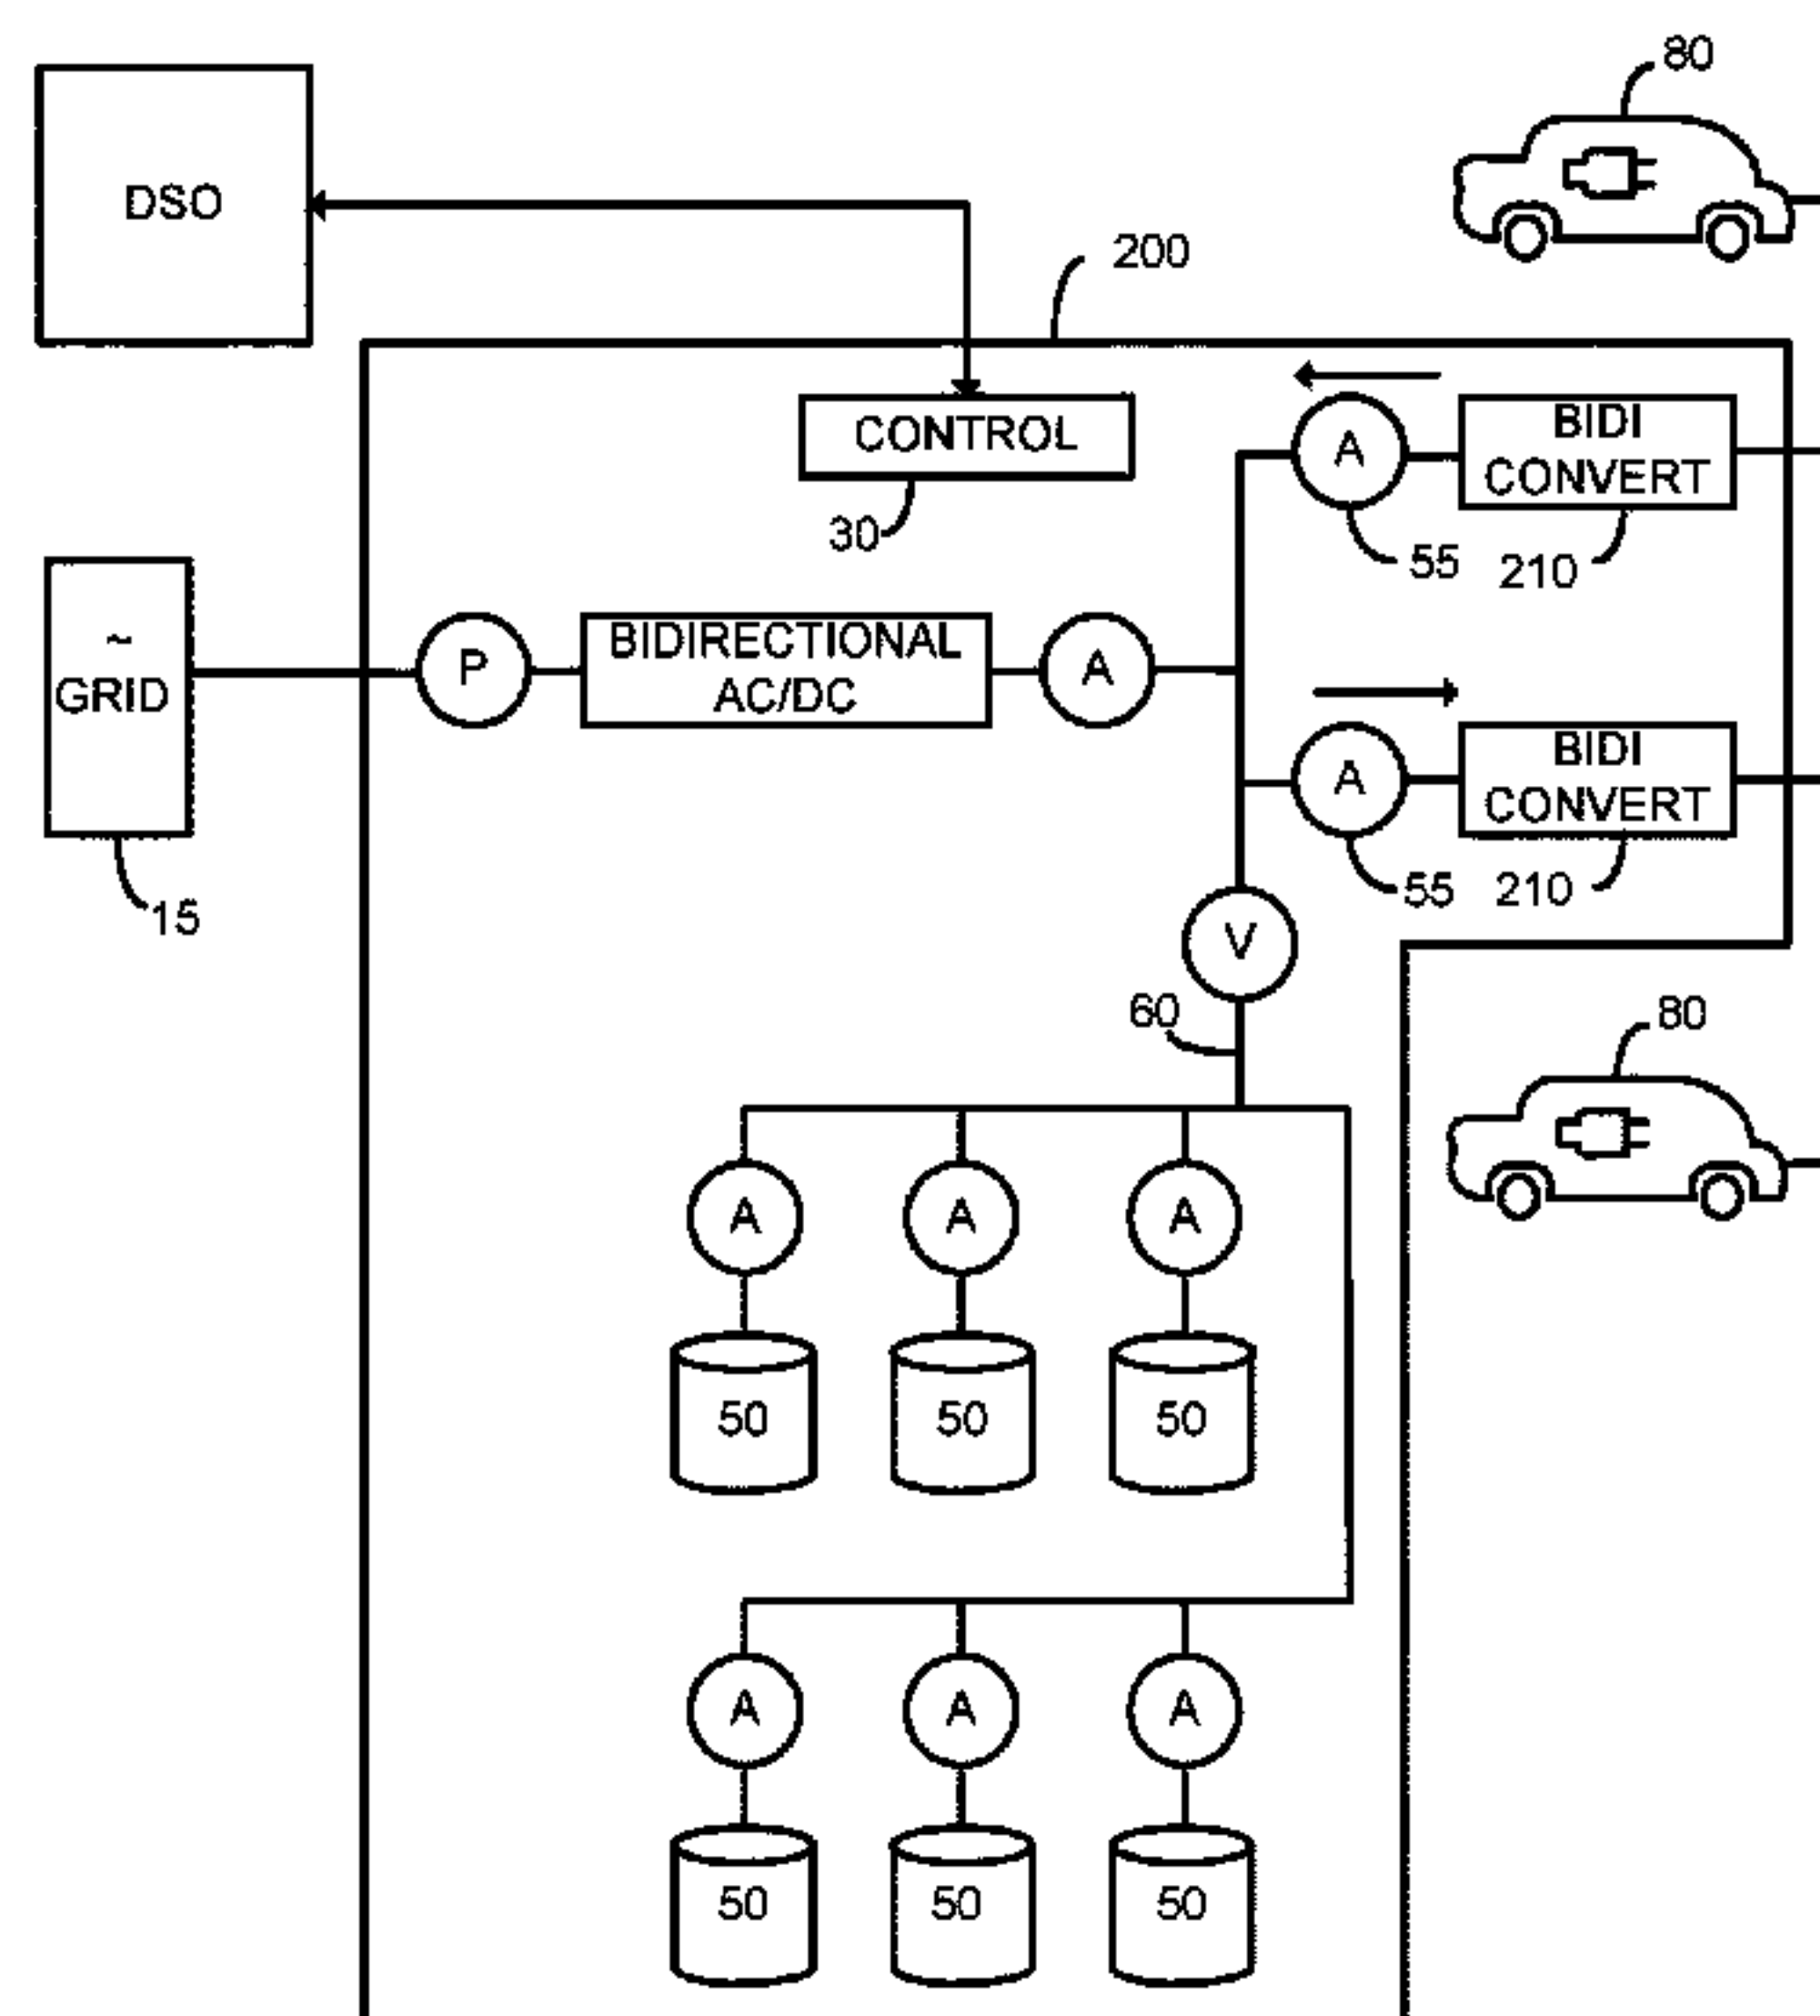 80
DSO
200
CONTROL
30
A
BIDI
CONVERT
55
210
~
GRID
15
P
BIDIRECTIONAL
AC/DC
A
A
BIDI
CONVERT
55
210
V
60
80
A
A
A
50
50
50
A
A
A
50
50
50